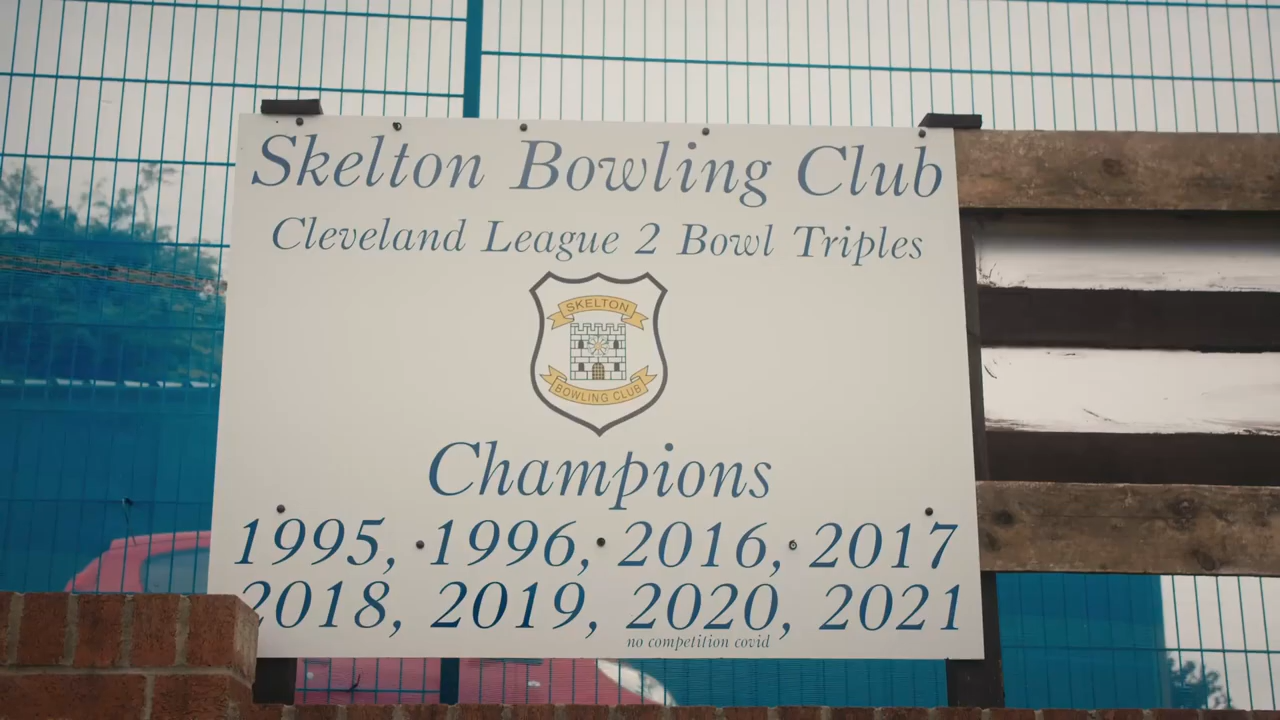 Skelton Bowling Club
Cleveland League 2 Bowl Triples
SKELTON
BOWLING CLUB
Champions
1995, 1996, 2016, 2017
2018, 2019, 2020, 2021
no competition covid